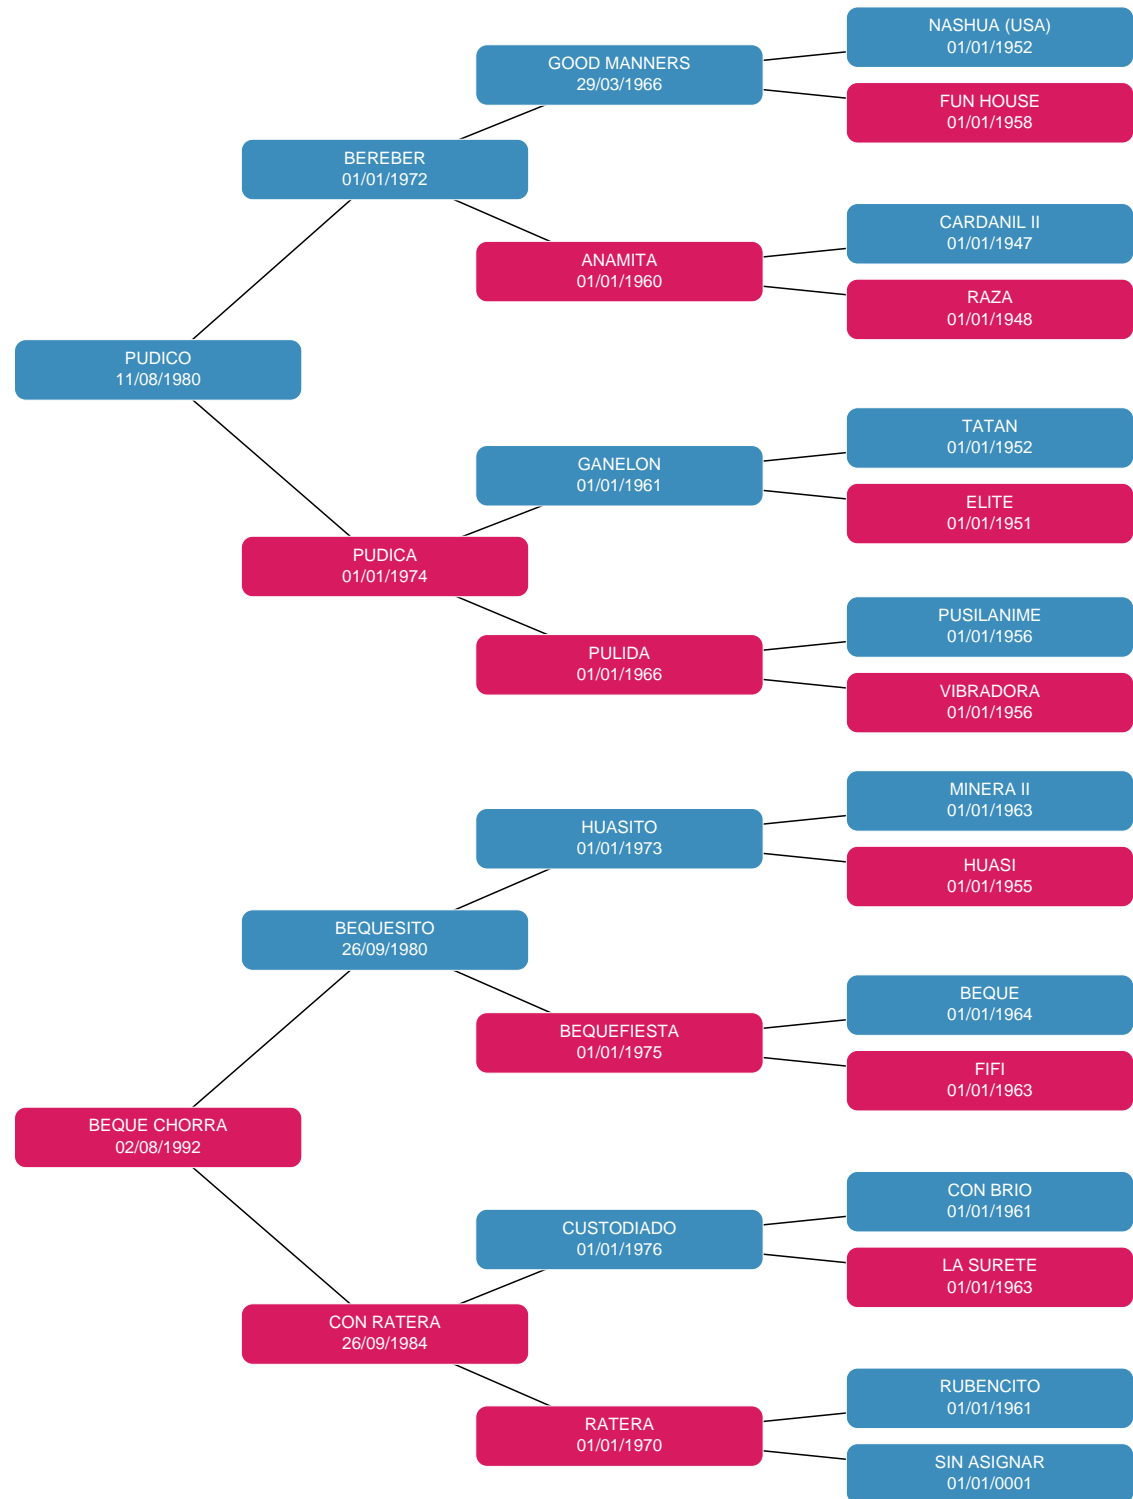 NASHUA (USA)
01/01/1952
GOOD MANNERS
29/03/1966
FUN HOUSE
01/01/1958
BEREBER
01/01/1972
CARDANIL II
01/01/1947
ANAMITA
01/01/1960
RAZA
01/01/1948
PUDICO
11/08/1980
TATAN
01/01/1952
GANELON
01/01/1961
ELITE
01/01/1951
PUDICA
01/01/1974
PUSILANIME
01/01/1956
PULIDA
01/01/1966
VIBRADORA
01/01/1956
MINERA II
01/01/1963
HUASITO
01/01/1973
HUASI
01/01/1955
BEQUESITO
26/09/1980
BEQUE
01/01/1964
BEQUEFIESTA
01/01/1975
FIFI
01/01/1963
BEQUE CHORRA
02/08/1992
CON BRIO
01/01/1961
CUSTODIADO
01/01/1976
LA SURETE
01/01/1963
CON RATERA
26/09/1984
RUBENCITO
01/01/1961
RATERA
01/01/1970
SIN ASIGNAR
01/01/0001